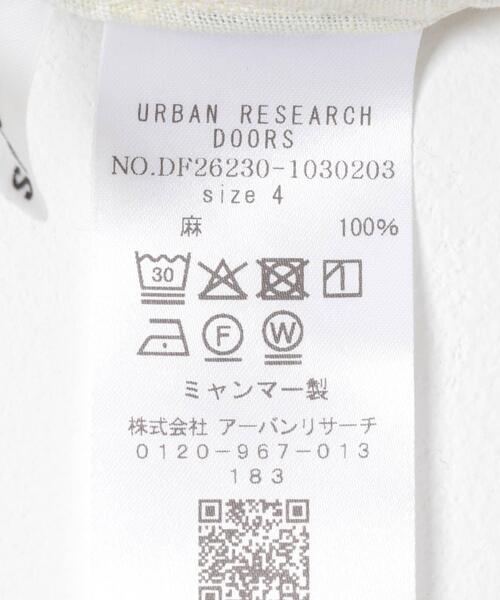 URBAN RESEARCH
DOORS
NO.DF26230-1030203
size 4
麻 100%
30
F W
ミャンマー製
株式会社 アーバンリサーチ
0120-967-013
183
S